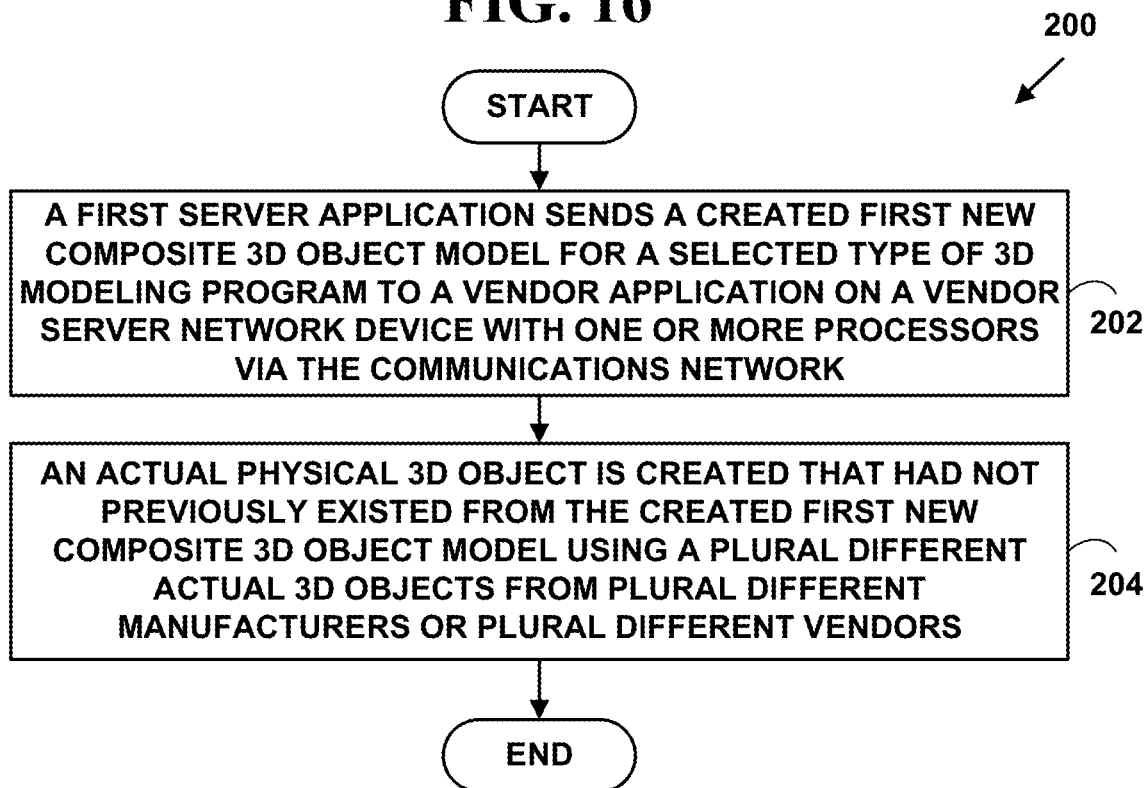 FIG. 16
200
START
A FIRST SERVER APPLICATION SENDS A CREATED FIRST NEW
COMPOSITE 3D OBJECT MODEL FOR A SELECTED TYPE OF 3D
MODELING PROGRAM TO A VENDOR APPLICATION ON A VENDOR
SERVER NETWORK DEVICE WITH ONE OR MORE PROCESSORS
VIA THE COMMUNICATIONS NETWORK
202
AN ACTUAL PHYSICAL 3D OBJECT IS CREATED THAT HAD NOT
PREVIOUSLY EXISTED FROM THE CREATED FIRST NEW
COMPOSITE 3D OBJECT MODEL USING A PLURAL DIFFERENT
ACTUAL 3D OBJECTS FROM PLURAL DIFFERENT
MANUFACTURERS OR PLURAL DIFFERENT VENDORS
204
END